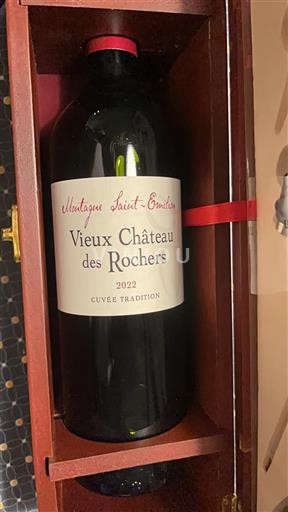 Montagne Saint-Emilion
Vieux Château
des Rochers
2022
CUVÉE TRADITION